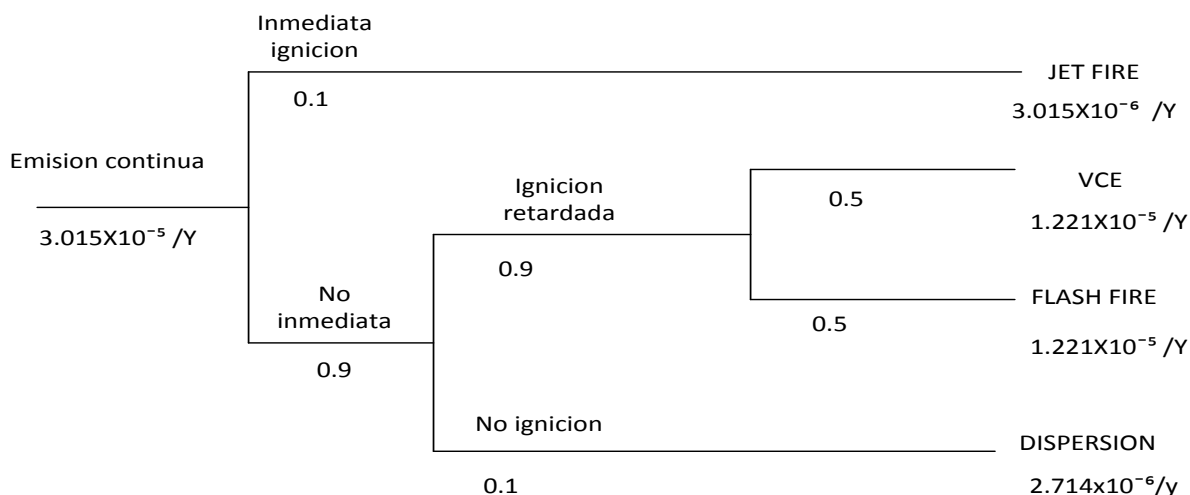 Inmediata
ignicion
0.1
JET FIRE
3.015X10⁻⁶ /Y
Emision continua
3.015X10⁻⁵ /Y
Ignicion
retardada
0.9
0.5
VCE
1.221X10⁻⁵ /Y
No
inmediata
0.9
0.5
FLASH FIRE
1.221X10⁻⁵ /Y
No ignicion
0.1
DISPERSION
2.714x10⁻⁶/y